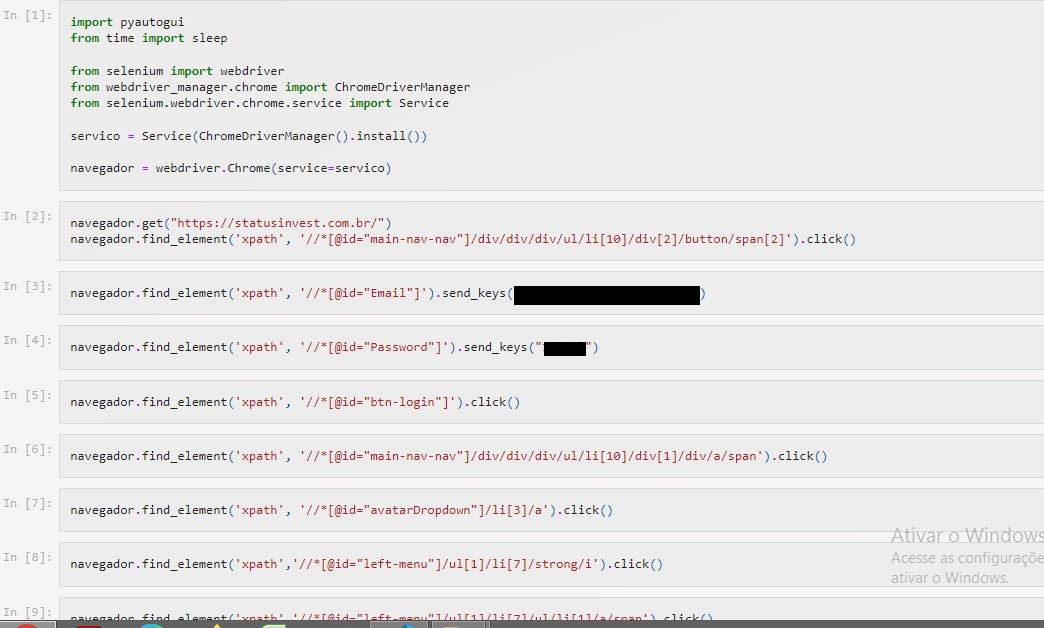 In [1]:
import pyautogui
from time import sleep
from selenium import webdriver
from webdriver_manager.chrome import ChromeDriverManager
from selenium.webdriver.chrome.service import Service
servico = Service(ChromeDriverManager().install())
navegador = webdriver.Chrome(service=servico)
In [2]:
navegador.get("https://statusinvest.com.br/")
navegador.find_element('xpath', '//*[@id="main-nav-nav"]/div/div/div/ul/li[10]/div[2]/button/span[2]').click()
In [3]:
navegador.find_element('xpath', '//*[@id="Email"]').send_keys( )
In [4]:
navegador.find_element('xpath', '//*[@id="Password"]').send_keys(" ")
In [5]:
navegador.find_element('xpath', '//*[@id="btn-login"]').click()
In [6]:
navegador.find_element('xpath', '//*[@id="main-nav-nav"]/div/div/div/ul/li[10]/div[1]/div/a/span').click()
In [7]:
navegador.find_element('xpath', '//*[@id="avatarDropdown"]/li[3]/a').click()
In [8]:
navegador.find_element('xpath','//*[@id="left-menu"]/ul[1]/li[7]/strong/i').click()
In [9]:
navegador.find_element('xpath' '//*[@id="left-menu"]/ul[1]/li[7]/ul/li[1]/a/span').click()
Ativar o Windows
Acesse as configuraçõe
ativar o Windows.